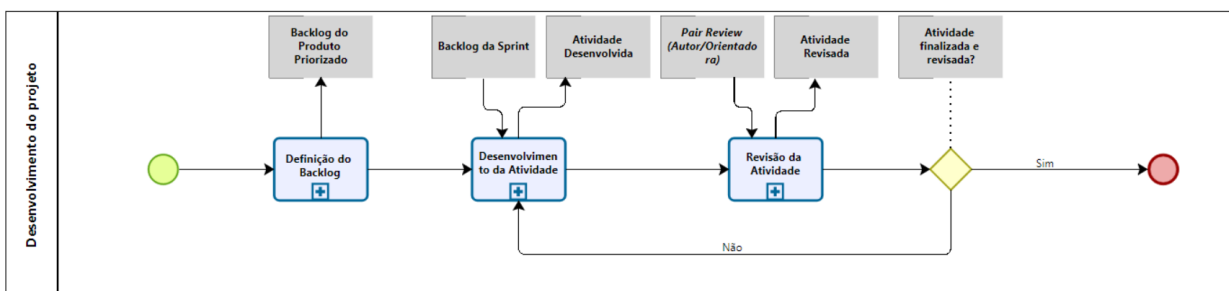 Desenvolvimento do projeto
Backlog do
Produto
Priorizado
Backlog da Sprint
Atividade
Desenvolvida
Pair Review
(Autor/Orientado
ra)
Atividade
Revisada
Atividade
finalizada e
revisada?
Definição do
Backlog
Desenvolvimen
to da Atividade
Revisão da
Atividade
Sim
Não